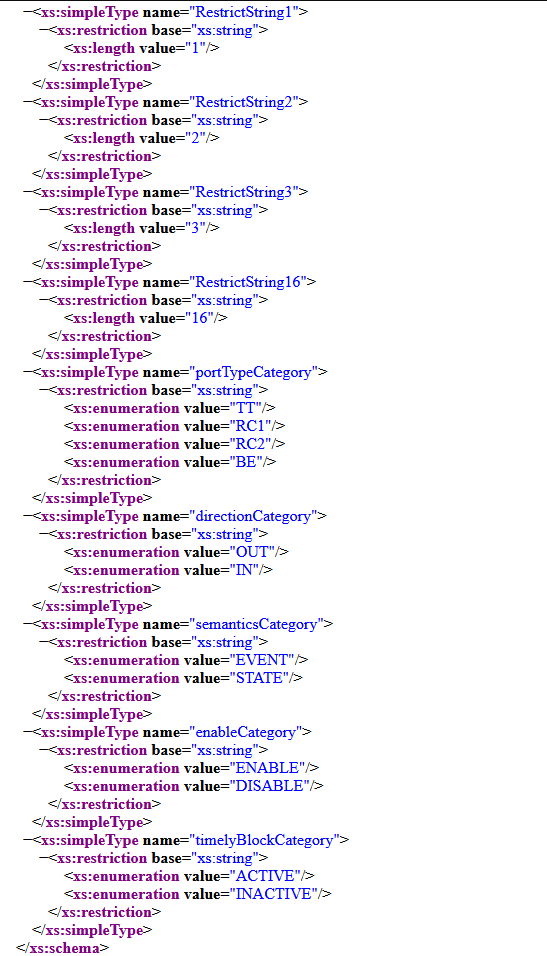 −<xs:simpleType name="RestrictString1">
−<xs:restriction base="xs:string">
<xs:length value="1"/>
</xs:restriction>
</xs:simpleType>
−<xs:simpleType name="RestrictString2">
−<xs:restriction base="xs:string">
<xs:length value="2"/>
</xs:restriction>
</xs:simpleType>
−<xs:simpleType name="RestrictString3">
−<xs:restriction base="xs:string">
<xs:length value="3"/>
</xs:restriction>
</xs:simpleType>
−<xs:simpleType name="RestrictString16">
−<xs:restriction base="xs:string">
<xs:length value="16"/>
</xs:restriction>
</xs:simpleType>
−<xs:simpleType name="portTypeCategory">
−<xs:restriction base="xs:string">
<xs:enumeration value="TT"/>
<xs:enumeration value="RC1"/>
<xs:enumeration value="RC2"/>
<xs:enumeration value="BE"/>
</xs:restriction>
</xs:simpleType>
−<xs:simpleType name="directionCategory">
−<xs:restriction base="xs:string">
<xs:enumeration value="OUT"/>
<xs:enumeration value="IN"/>
</xs:restriction>
</xs:simpleType>
−<xs:simpleType name="semanticsCategory">
−<xs:restriction base="xs:string">
<xs:enumeration value="EVENT"/>
<xs:enumeration value="STATE"/>
</xs:restriction>
</xs:simpleType>
−<xs:simpleType name="enableCategory">
−<xs:restriction base="xs:string">
<xs:enumeration value="ENABLE"/>
<xs:enumeration value="DISABLE"/>
</xs:restriction>
</xs:simpleType>
−<xs:simpleType name="timelyBlockCategory">
−<xs:restriction base="xs:string">
<xs:enumeration value="ACTIVE"/>
<xs:enumeration value="INACTIVE"/>
</xs:restriction>
</xs:simpleType>
</xs:schema>